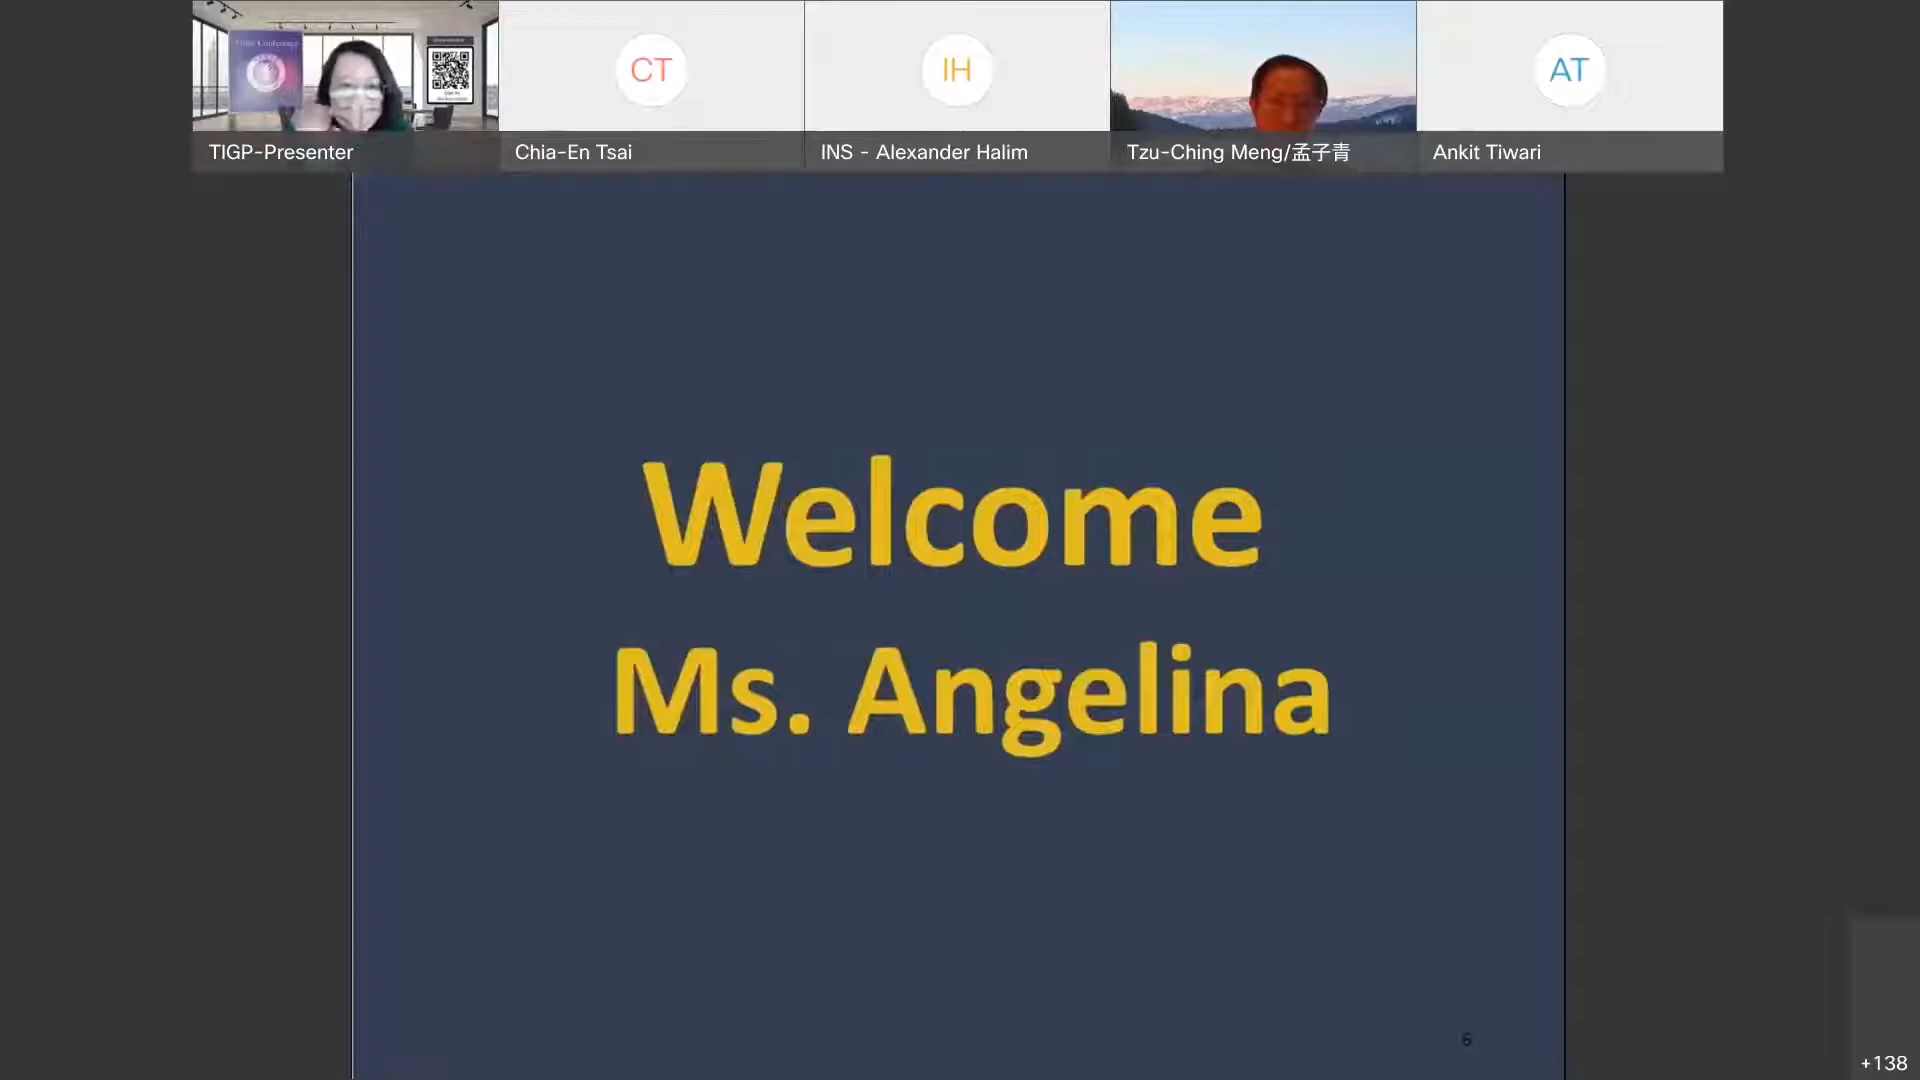 CT
IH
AT
TIGP-Presenter
Chia-En Tsai
INS - Alexander Halim
Tzu-Ching Meng/孟子青
Ankit Tiwari
Welcome
Ms. Angelina
6
+138